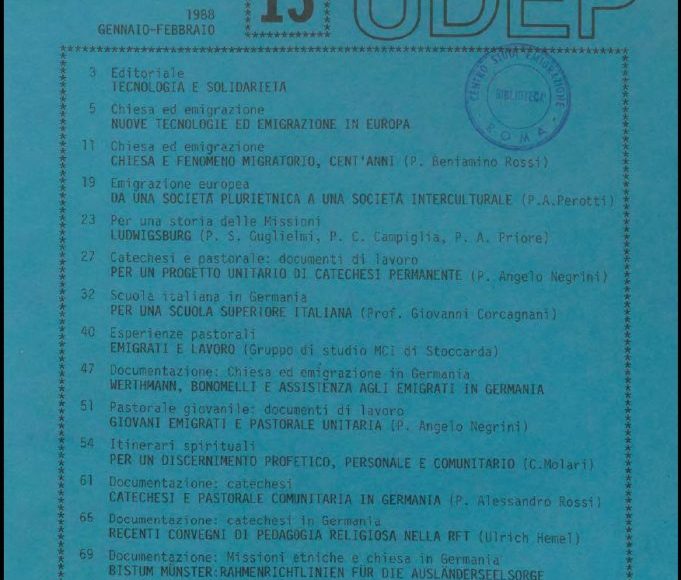 1988
GENNAIO-FEBBRAIO
15
UDEP
3 Editoriale
TECNOLOGIA E SOLIDARIETÀ
5 Chiesa ed emigrazione
NUOVE TECNOLOGIE ED EMIGRAZIONE IN EUROPA
11 Chiesa ed emigrazione
CHIESA E FENOMENO MIGRATORIO, CENT'ANNI (P. Beniamino Rossi)
19 Emigrazione europea
DA UNA SOCIETÀ PLURIETNICA A UNA SOCIETÀ INTERCULTURALE (P.A.Perotti)
23 Per una storia delle Missioni
LUDWIGSBURG (P. S. Guglielmi, P. C. Campiglia, P. A. Priore)
27 Catechesi e pastorale: documenti di lavoro
PER UN PROGETTO UNITARIO DI CATECHESI PERMANENTE (P. Angelo Negrini)
32 Scuola italiana in Germania
PER UNA SCUOLA SUPERIORE ITALIANA (Prof. Giovanni Corcagnani)
40 Esperienze pastorali
EMIGRATI E LAVORO (Gruppo di studio MCI di Stoccarda)
47 Documentazione: Chiesa ed emigrazione in Germania
WERTHMANN, BONOMELLI E ASSISTENZA AGLI EMIGRATI IN GERMANIA
51 Pastorale giovanile: documenti di lavoro
GIOVANI EMIGRATI E PASTORALE UNITARIA (P. Angelo Negrini)
54 Itinerari spirituali
PER UN DISCERNIMENTO PROFETICO, PERSONALE E COMUNITARIO (C.Molari)
61 Documentazione: catechesi
CATECHESI E PASTORALE COMUNITARIA IN GERMANIA (P. Alessandro Rossi)
65 Documentazione: catechesi in Germania
RECENTI CONVEGNI DI PEDAGOGIA RELIGIOSA NELLA RFT (Ulrich Hemel)
69 Documentazione: Missioni etniche e chiesa in Germania
BISTUM MÜNSTER:RAHMENRICHTLINIEN FÜR DIE AUSLÄNDERSEELSORGE
CENTRO STUDI EMIGRAZIONE
BIBLIOTECA
ROMA